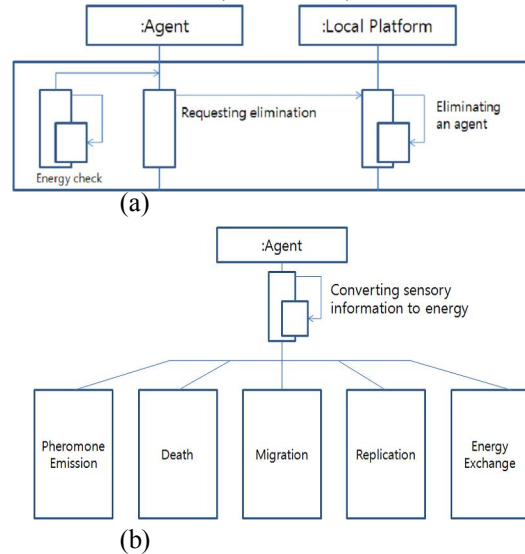 :Agent
:Local Platform
Requesting elimination
Eliminating
an agent
Energy check
(a)
:Agent
Converting sensory
information to energy
Pheromone
Emission
Death
Migration
Replication
Energy
Exchange
(b)